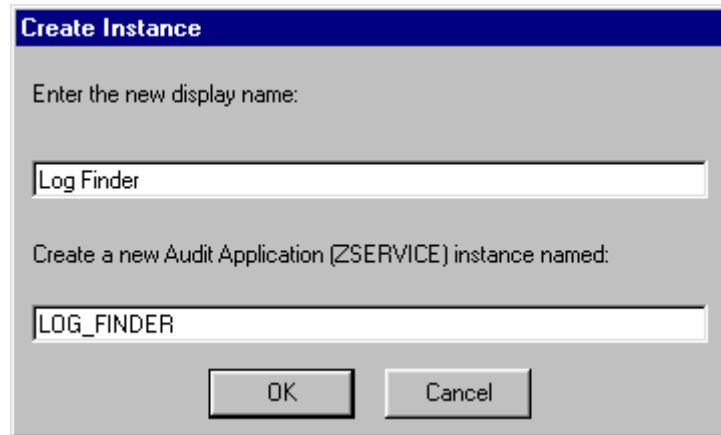 Create Instance
Enter the new display name:
Log Finder
Create a new Audit Application (ZSERVICE) instance named:
LOG_FINDER
OK Cancel